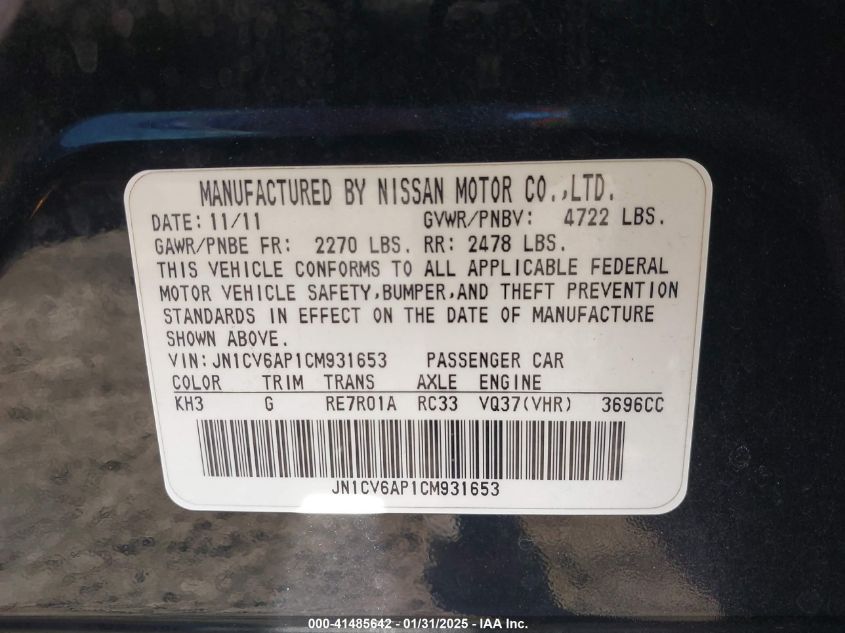 MANUFACTURED BY NISSAN MOTOR CO.,LTD.
DATE: 11/11 GVWR/PNBV: 4722 LBS.
GAWR/PNBE FR: 2270 LBS. RR: 2478 LBS.
THIS VEHICLE CONFORMS TO ALL APPLICABLE FEDERAL
MOTOR VEHICLE SAFETY,BUMPER,AND THEFT PREVENTION
STANDARDS IN EFFECT ON THE DATE OF MANUFACTURE
SHOWN ABOVE.
VIN: JN1CV6AP1CM931653 PASSENGER CAR
COLOR TRIM TRANS AXLE ENGINE
KH3 G RE7R01A RC33 VQ37(VHR) 3696CC
JN1CV6AP1CM931653
000-41485642 - 01/31/2025 - IAA Inc.